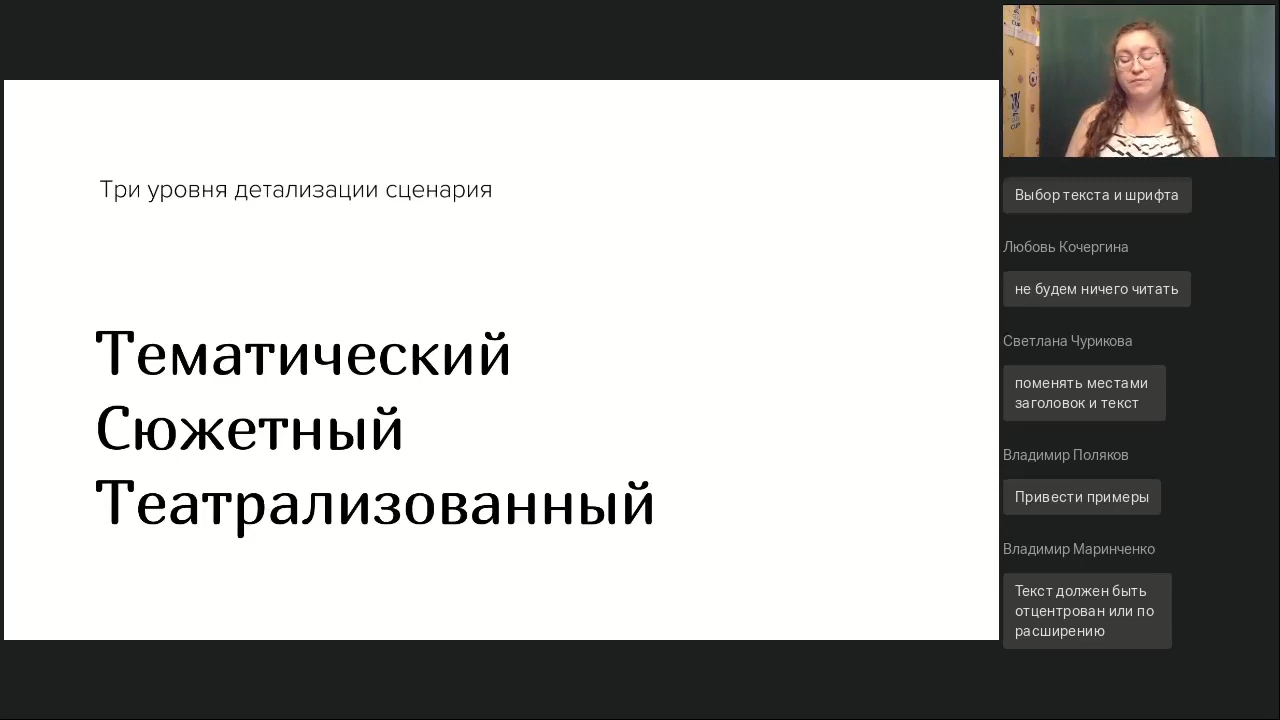 Три уровня детализации сценария
Тематический
Сюжетный
Театрализованный
Выбор текста и шрифта
Любовь Кочергина
не будем ничего читать
Светлана Чурикова
поменять местами
заголовок и текст
Владимир Поляков
Привести примеры
Владимир Маринченко
Текст должен быть
отцентрован или по
расширению